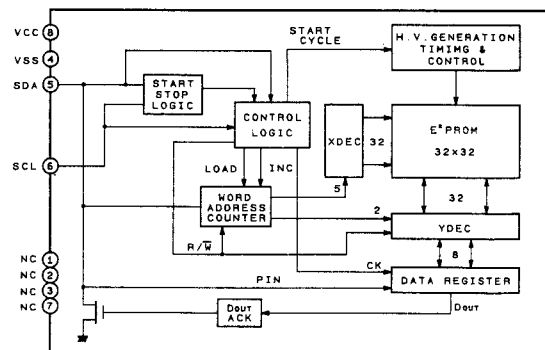 VCC 8
VSS 4
SDA 5
SCL 6
NC 1
NC 2
NC 3
NC 7
START
CYCLE
H.V.GENERATION
TIMIMG &
CONTROL
START
STOP
LOGIC
CONTROL
LOGIC
XDEC
32
E²PROM
32×32
LOAD
INC
5
WORD
ADDRESS
COUNTER
2
32
YDEC
R/W̅
8
CK
PIN
DATA REGISTER
DOUT
ACK
DOUT